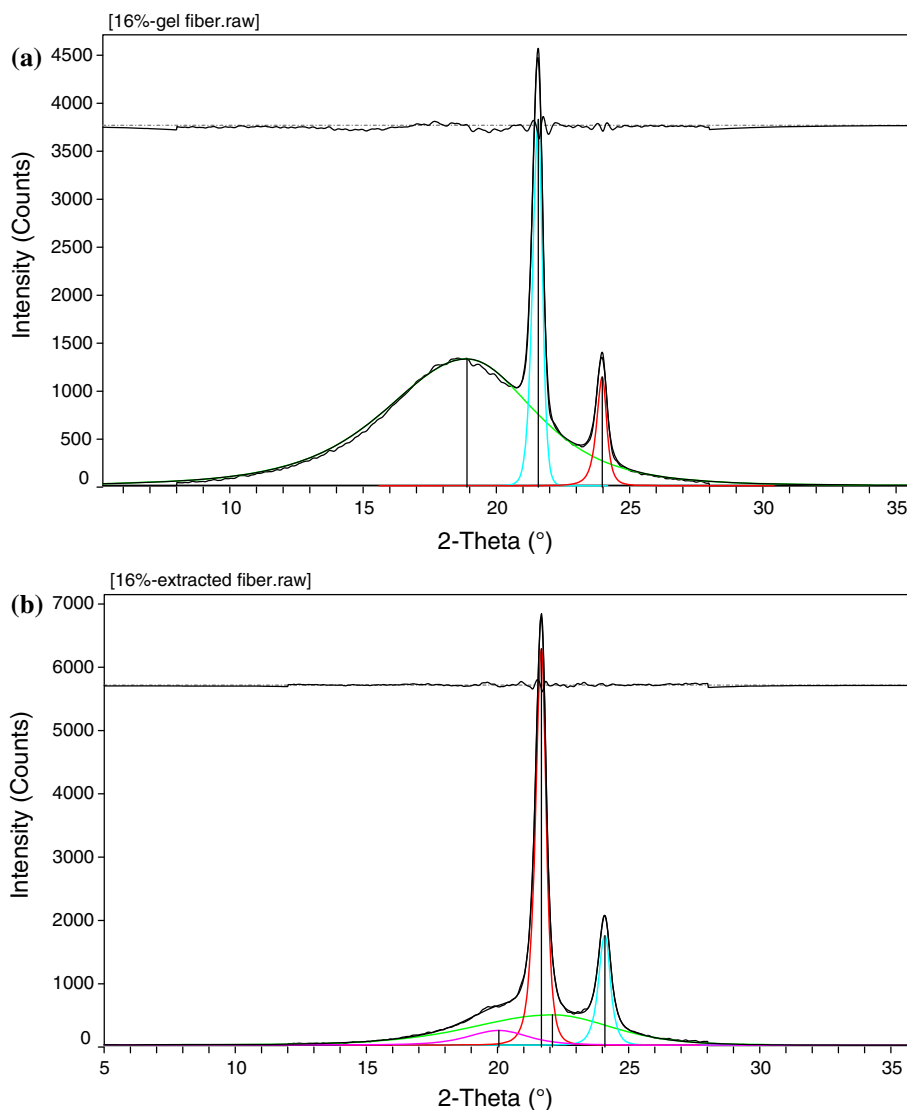 [16%-gel fiber.raw]
(a)
4500
4000
3500
3000
2500
2000
1500
1000
500
0
Intensity (Counts)
10 15 20 25 30 35
2-Theta (°)
[16%-extracted fiber.raw]
(b)
7000
6000
5000
4000
3000
2000
1000
0
Intensity (Counts)
5 10 15 20 25 30 35
2-Theta (°)